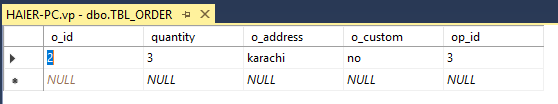 HAIER-PC.vp - dbo.TBL_ORDER
o_id quantity o_address o_custom op_id
2 3 karachi no 3
NULL NULL NULL NULL NULL